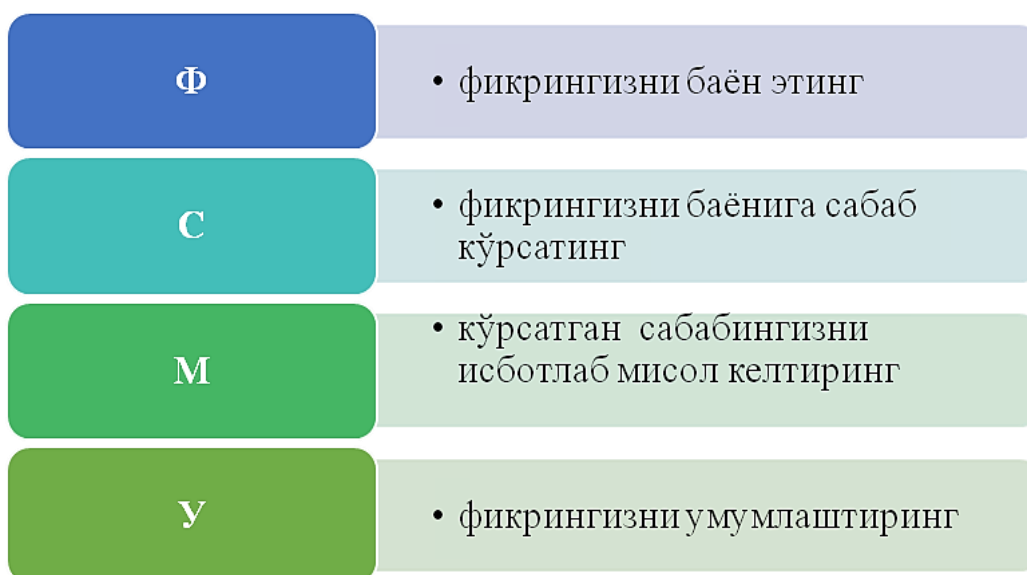 Ф
• фикрингизни баён этинг
С
• фикрингизни баёнига сабаб
кўрсатинг
М
• кўрсатган сабабингизни
исботлаб мисол келтиринг
У
• фикрингизни умумлаштиринг